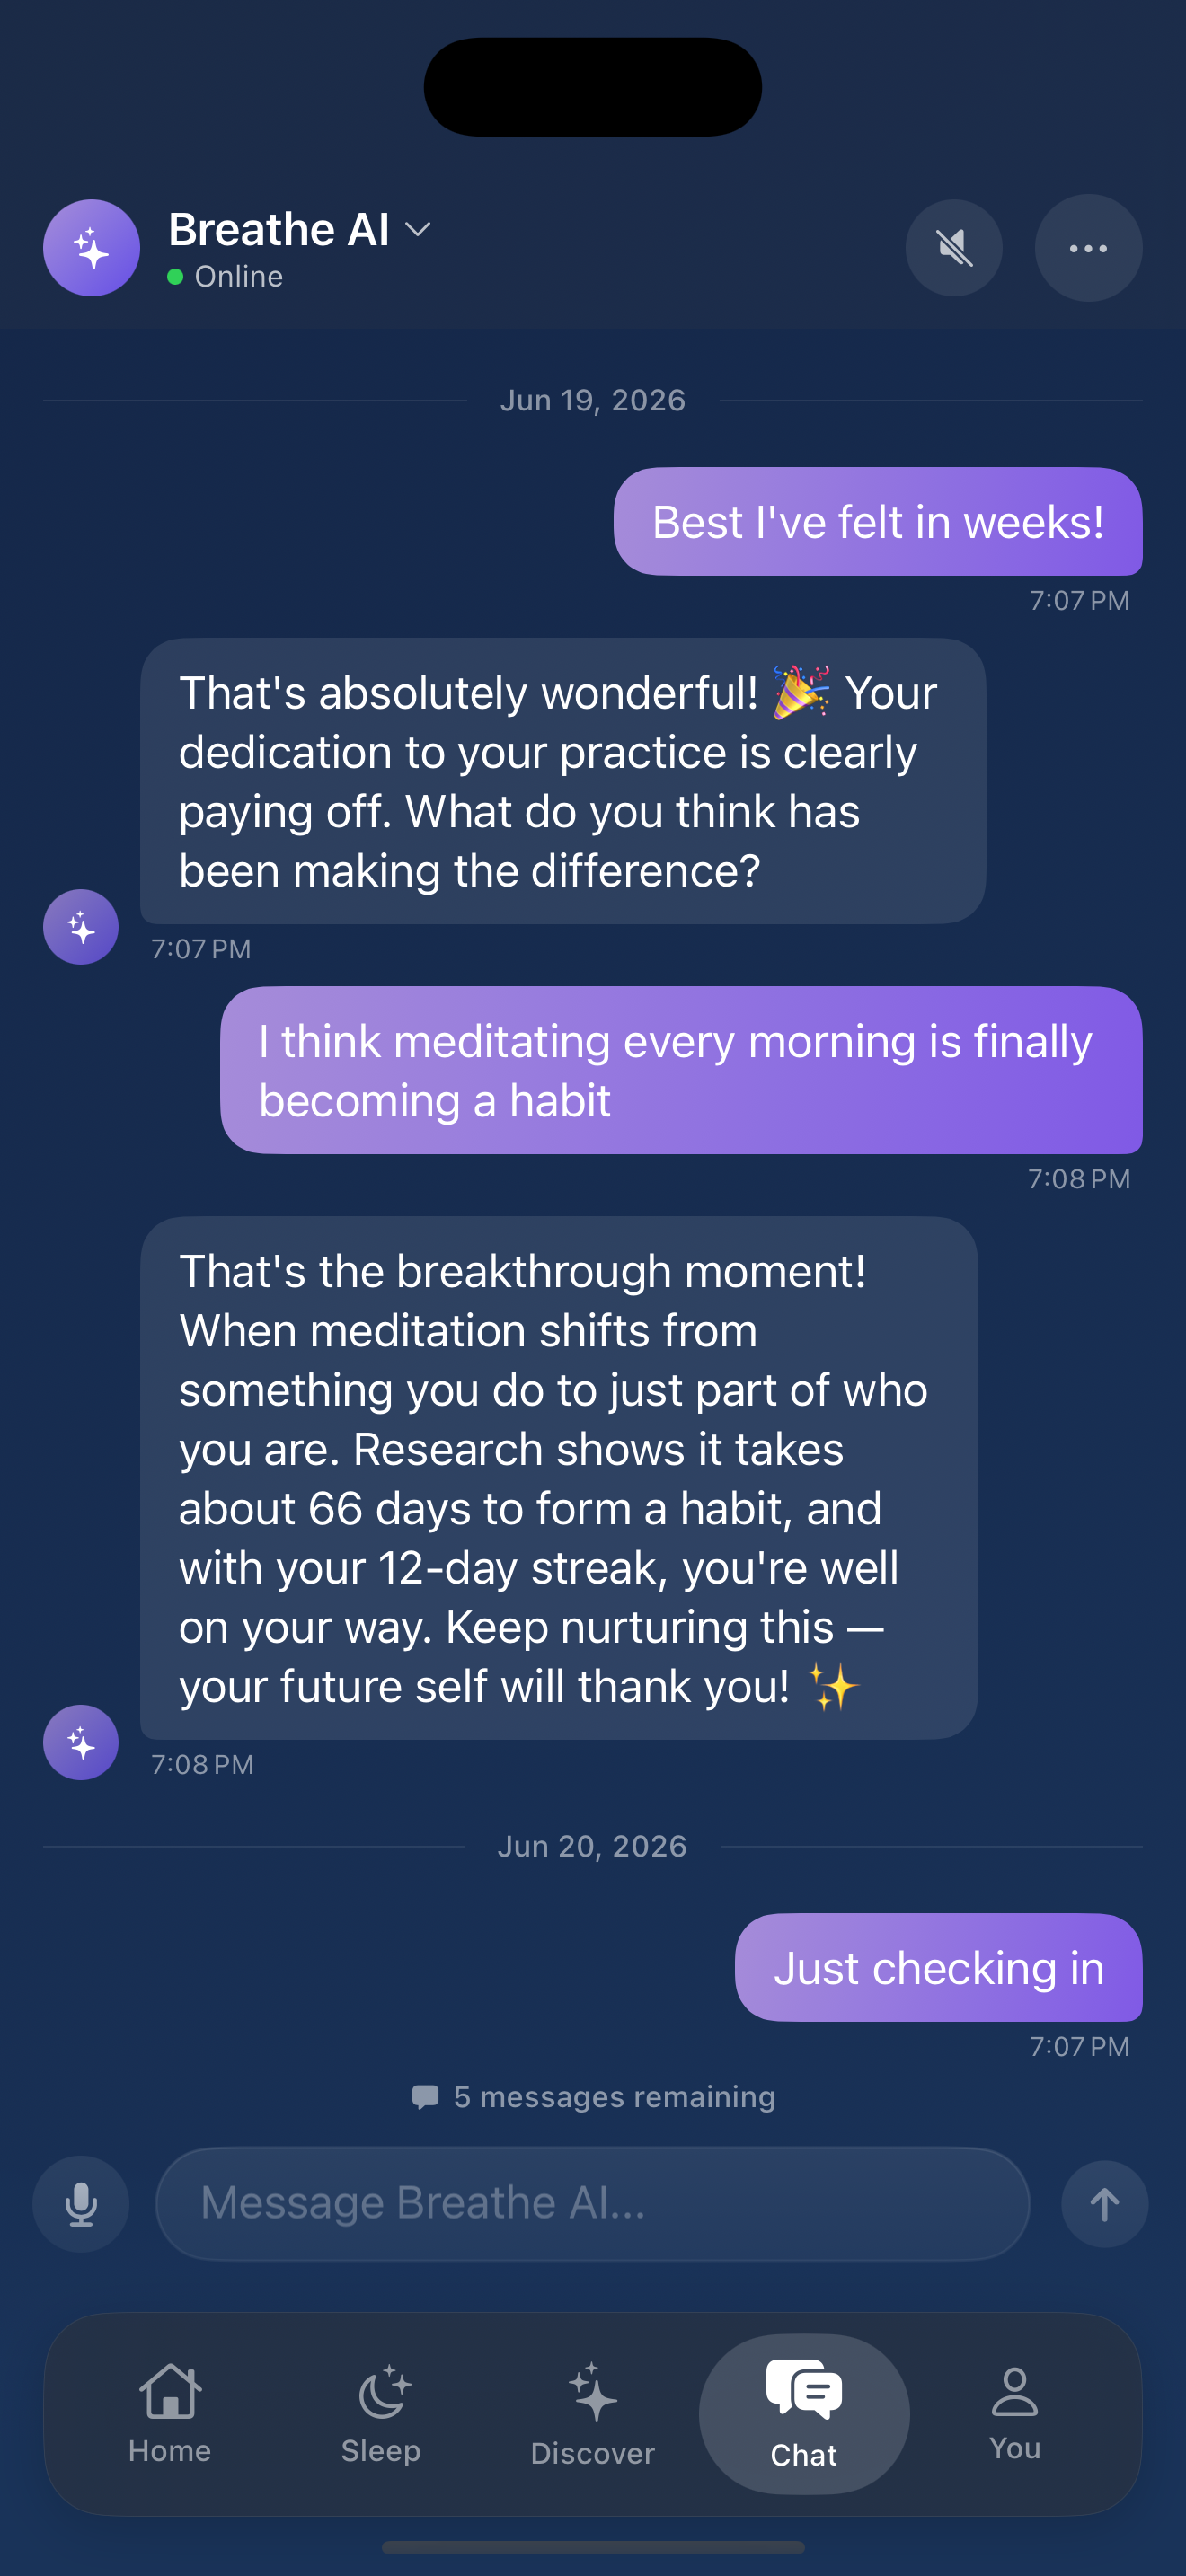 Breathe AI
Online
Jun 19, 2026
Best I've felt in weeks!
7:07 PM
That's absolutely wonderful! 🎉 Your
dedication to your practice is clearly
paying off. What do you think has
been making the difference?
7:07 PM
I think meditating every morning is finally
becoming a habit
7:08 PM
That's the breakthrough moment!
When meditation shifts from
something you do to just part of who
you are. Research shows it takes
about 66 days to form a habit, and
with your 12-day streak, you're well
on your way. Keep nurturing this —
your future self will thank you! ✨
7:08 PM
Jun 20, 2026
Just checking in
7:07 PM
5 messages remaining
Message Breathe AI...
Home
Sleep
Discover
Chat
You